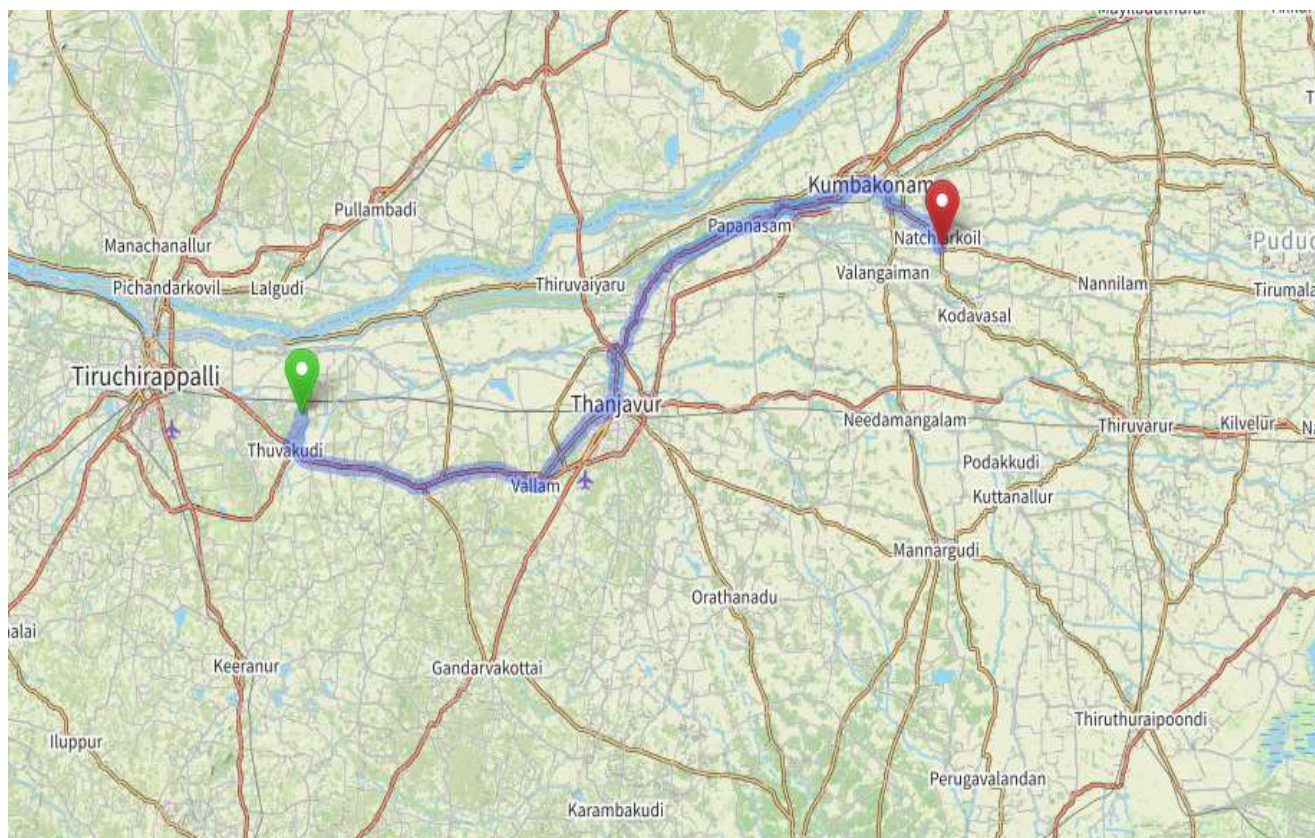 Pullambadi
Manachanallur
Pichandarkovil
Lalgudi
Thiruvaiyaru
Kumbakonam
Papanasam
Natchiarkoil
Valangaiman
Nannilam
Tirumala
Kodavasal
Tiruchirappalli
Thanjavur
Thuvakudi
Vallam
Needamangalam
Thiruvarur
Kilvelur
Podakkudi
Kuttanallur
Mannargudi
Orathanadu
alai
Keeranur
Gandarvakottai
Iluppur
Thiruthuraipoondi
Perugavalandan
Karambakudi